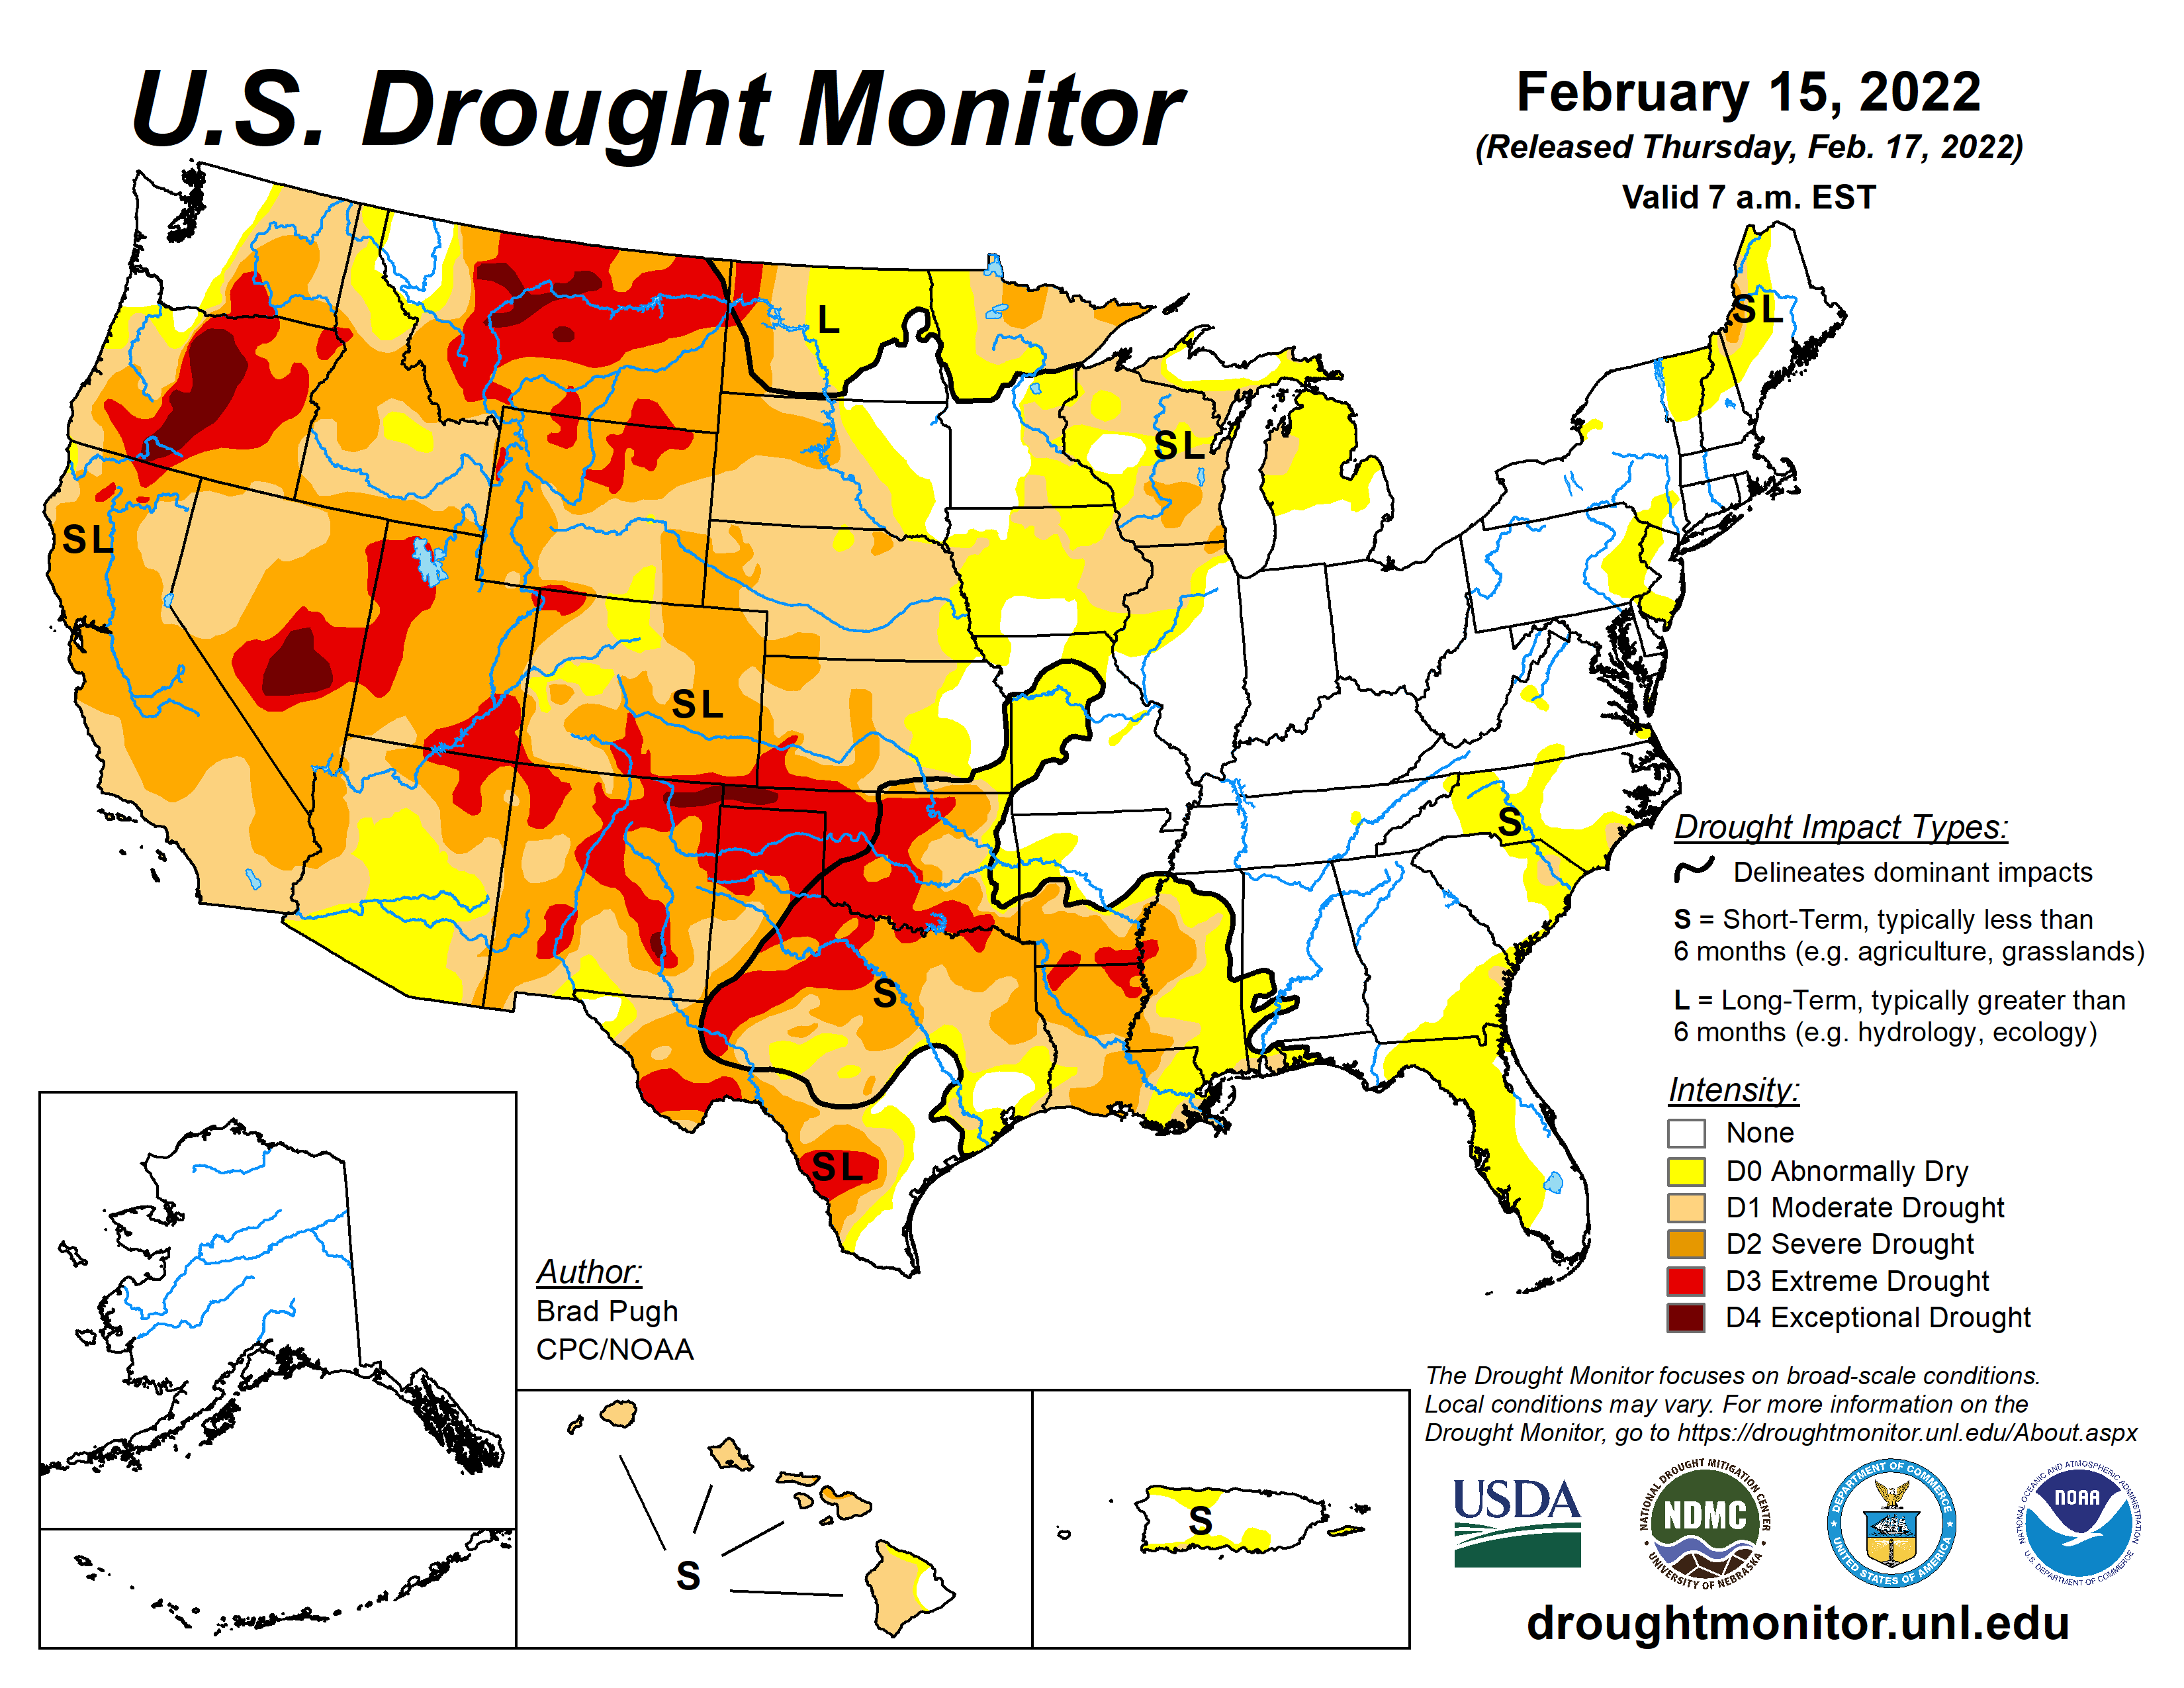 U.S. Drought Monitor
February 15, 2022
(Released Thursday, Feb. 17, 2022)
Valid 7 a.m. EST
L
SL
SL
SL
SL
S
S
SL
Drought Impact Types:
Delineates dominant impacts
S = Short-Term, typically less than
6 months (e.g. agriculture, grasslands)
L = Long-Term, typically greater than
6 months (e.g. hydrology, ecology)
Intensity:
None
D0 Abnormally Dry
D1 Moderate Drought
D2 Severe Drought
D3 Extreme Drought
D4 Exceptional Drought
Author:
Brad Pugh
CPC/NOAA
S
S
The Drought Monitor focuses on broad-scale conditions.
Local conditions may vary. For more information on the
Drought Monitor, go to https://droughtmonitor.unl.edu/About.aspx
USDA
NATIONAL DROUGHT MITIGATION CENTER
NDMC
UNIVERSITY OF NEBRASKA
DEPARTMENT OF COMMERCE
UNITED STATES OF AMERICA
NATIONAL OCEANIC AND ATMOSPHERIC ADMINISTRATION
NOAA
U.S. DEPARTMENT OF COMMERCE
droughtmonitor.unl.edu